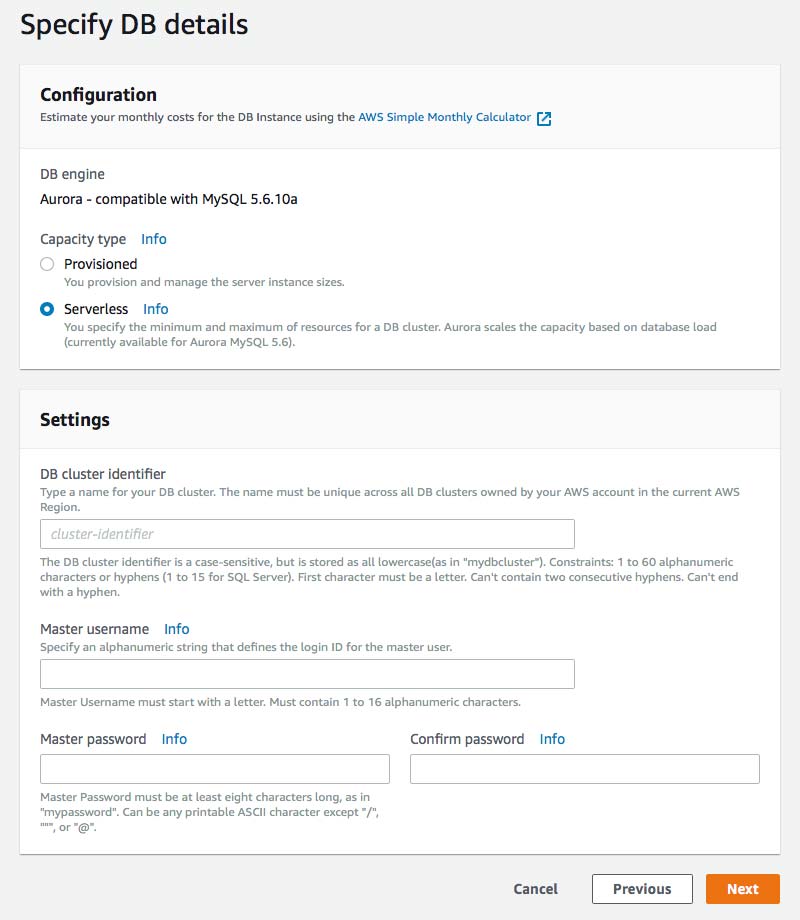 Specify DB details
Configuration
Estimate your monthly costs for the DB Instance using the AWS Simple Monthly Calculator
DB engine
Aurora - compatible with MySQL 5.6.10a
Capacity type Info
Provisioned
You provision and manage the server instance sizes.
Serverless Info
You specify the minimum and maximum of resources for a DB cluster. Aurora scales the capacity based on database load
(currently available for Aurora MySQL 5.6).
Settings
DB cluster identifier
Type a name for your DB cluster. The name must be unique across all DB clusters owned by your AWS account in the current AWS
Region.
cluster-identifier
The DB cluster identifier is a case-sensitive, but is stored as all lowercase(as in "mydbcluster"). Constraints: 1 to 60 alphanumeric
characters or hyphens (1 to 15 for SQL Server). First character must be a letter. Can't contain two consecutive hyphens. Can't end
with a hyphen.
Master username Info
Specify an alphanumeric string that defines the login ID for the master user.
Master Username must start with a letter. Must contain 1 to 16 alphanumeric characters.
Master password Info Confirm password Info
Master Password must be at least eight characters long, as in
"mypassword". Can be any printable ASCII character except "/",
""", or "@".
Cancel Previous Next